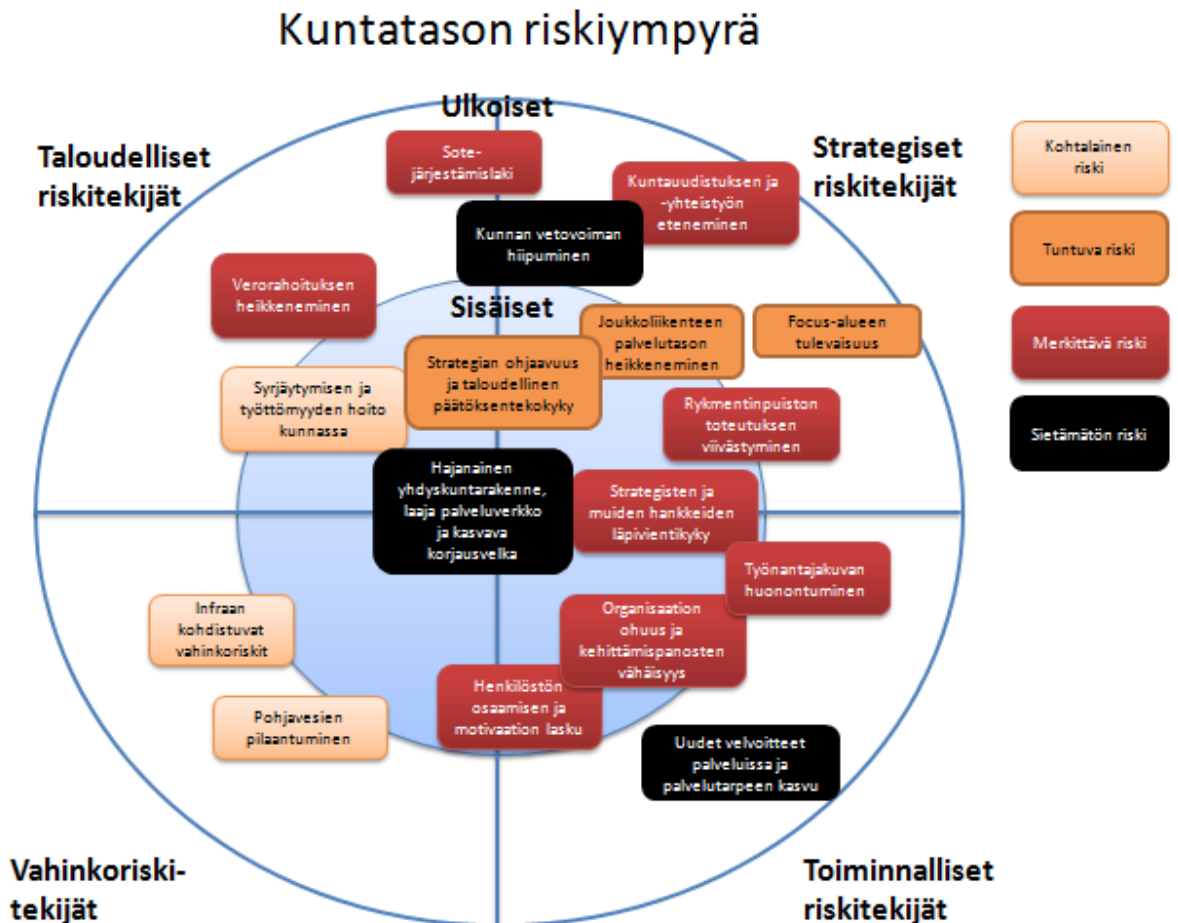 Kuntatason riskiympyrä
Ulkoiset
Taloudelliset
riskitekijät
Strategiset
riskitekijät
Sote-
järjestämislaki
Kuntauudistuksen ja
-yhteistyön
eteneminen
Kunnan vetovoiman
hiipuminen
Verorahoituksen
heikkeneminen
Sisäiset
Joukkoliikenteen
palvelutason
heikkeneminen
Focus-alueen
tulevaisuus
Strategian ohjaavuus
ja taloudellinen
päätöksentekokyky
Syrjäytymisen ja
työttömyyden hoito
kunnassa
Rykmentinpuiston
toteutuksen
viivästyminen
Hajanainen
yhdyskuntarakenne,
laaja palveluverkko
ja kasvava
korjausvelka
Strategisten ja
muiden hankkeiden
läpivientikyky
Työnantajakuvan
huonontuminen
Infraan
kohdistuvat
vahinkoriskit
Organisaation
ohuus ja
kehittämispanosten
vähäisyys
Henkilöstön
osaamisen ja
motivaation lasku
Pohjavesien
pilaantuminen
Uudet velvoitteet
palveluissa ja
palvelutarpeen kasvu
Vahinkoriski-
tekijät
Toiminnalliset
riskitekijät
Kohtalainen
riski
Tuntuva riski
Merkittävä riski
Sietämätön riski